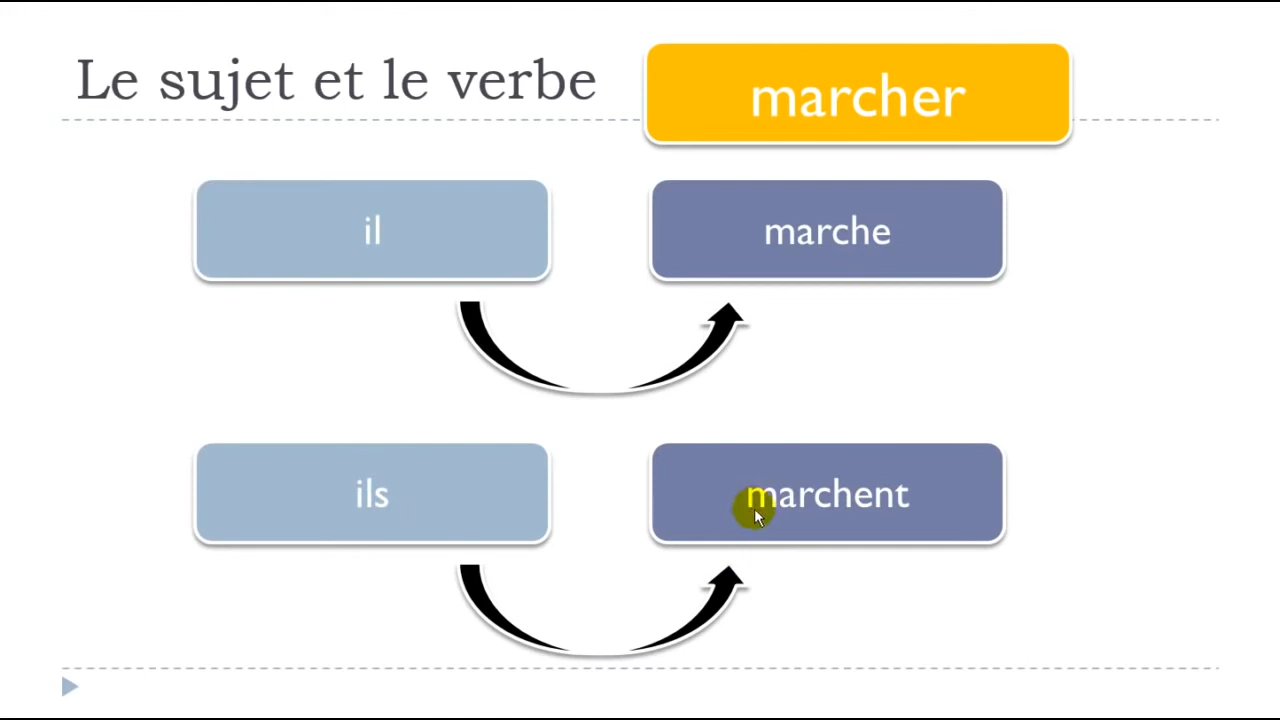 Le sujet et le verbe
marcher
il
marche
ils
marchent